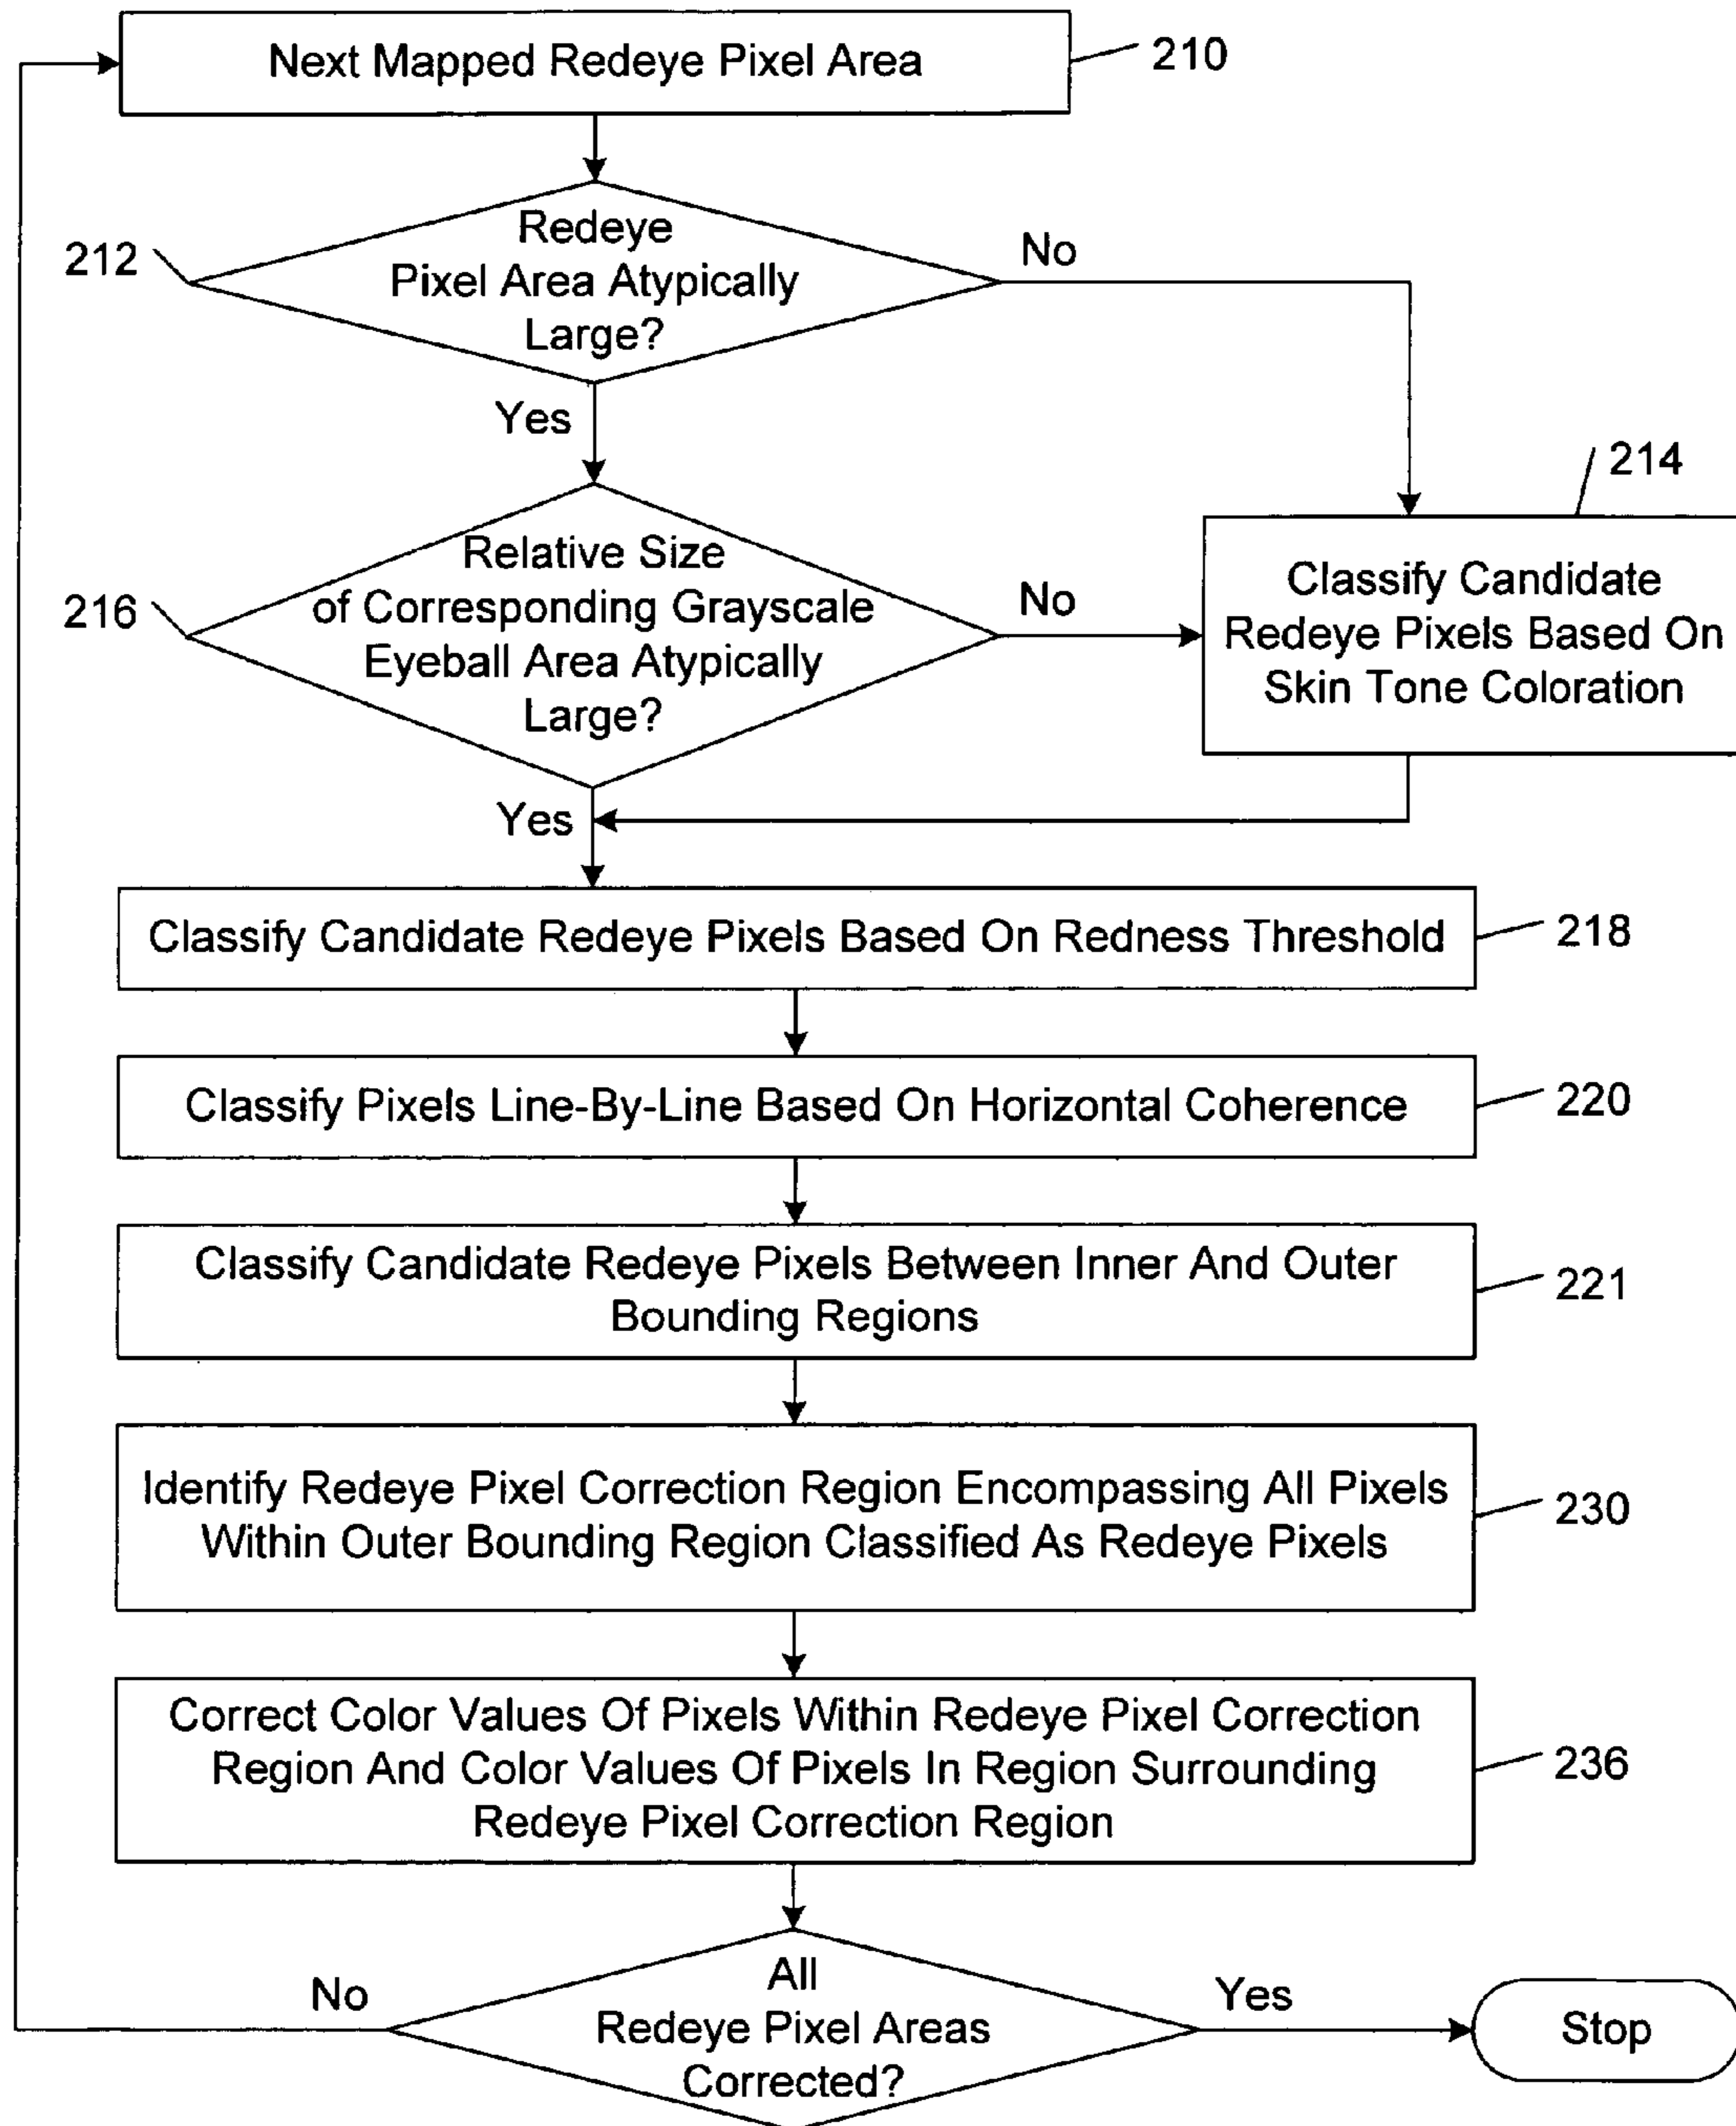 Next Mapped Redeye Pixel Area
210
Redeye
Pixel Area Atypically
Large?
212
No
Yes
214
Relative Size
of Corresponding Grayscale
Eyeball Area Atypically
Large?
216
No
Classify Candidate
Redeye Pixels Based On
Skin Tone Coloration
Yes
Classify Candidate Redeye Pixels Based On Redness Threshold
218
Classify Pixels Line-By-Line Based On Horizontal Coherence
220
Classify Candidate Redeye Pixels Between Inner And Outer
Bounding Regions
221
Identify Redeye Pixel Correction Region Encompassing All Pixels
Within Outer Bounding Region Classified As Redeye Pixels
230
Correct Color Values Of Pixels Within Redeye Pixel Correction
Region And Color Values Of Pixels In Region Surrounding
Redeye Pixel Correction Region
236
No
All
Redeye Pixel Areas
Corrected?
Yes
Stop